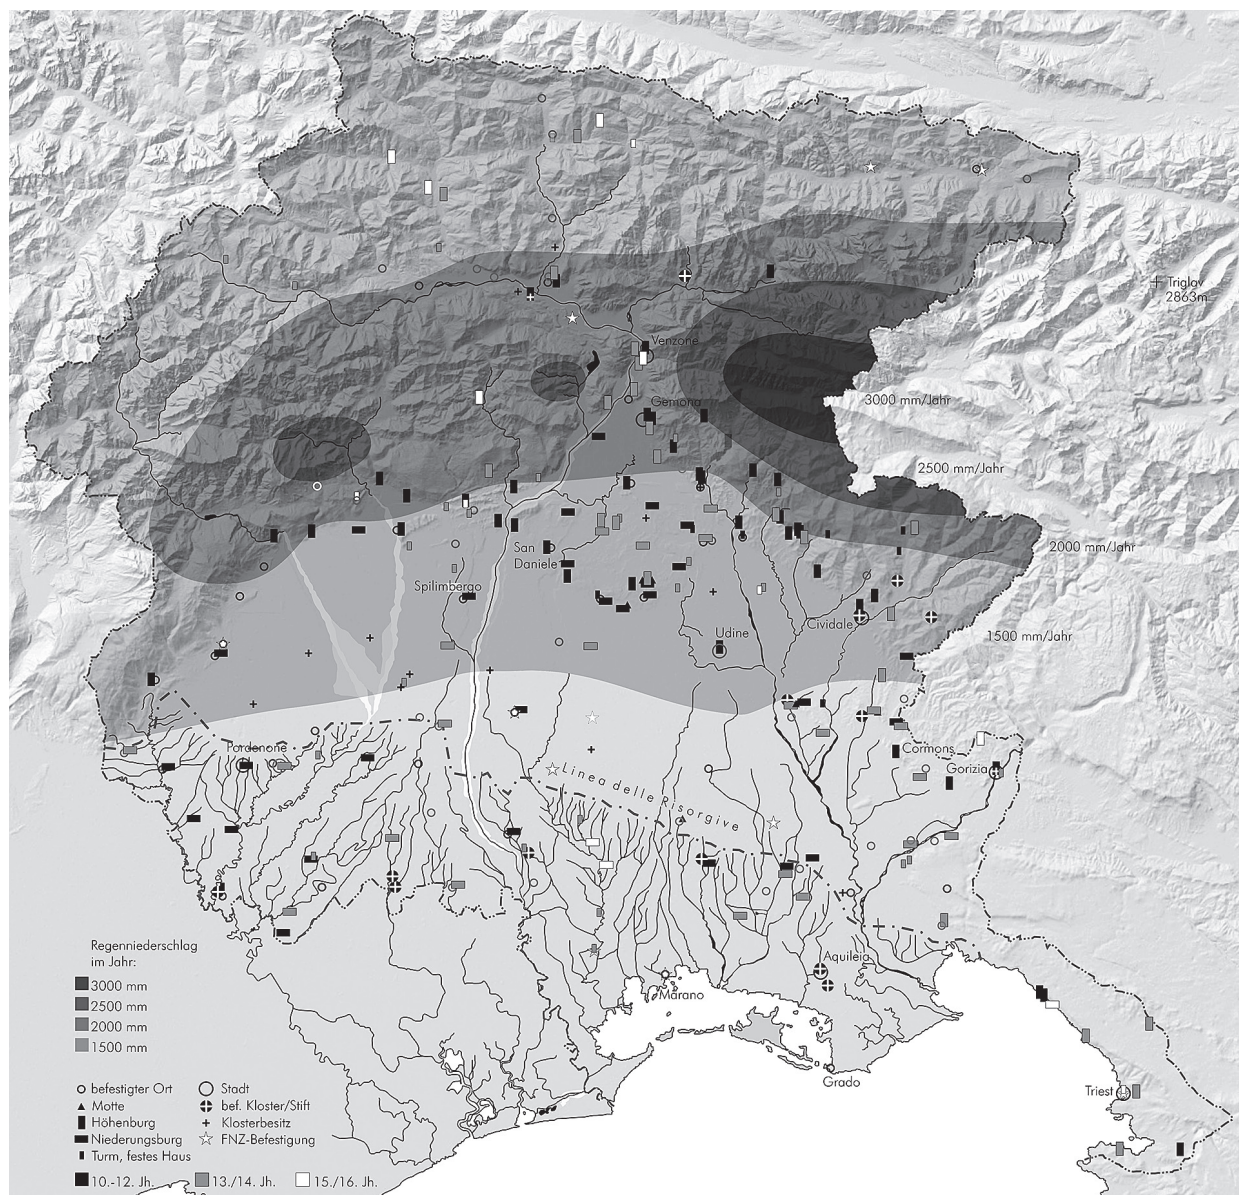 Triglav
2863m
Venzone
3000 mm/Jahr
Gemona
2500 mm/Jahr
2000 mm/Jahr
San
Daniele
Spilimbergo
Cividale
1500 mm/Jahr
Udine
Pordenone
Cormons
Gorizia
Linea delle Risorgive
Regenniederschlag
im Jahr:
3000 mm
2500 mm
2000 mm
1500 mm
Aquileia
Marano
Grado
Triest
befestigter Ort
Stadt
Motte
bef. Kloster/Stift
Höhenburg
Klosterbesitz
Niederungsburg
FNZ-Befestigung
Turm, festes Haus
10.-12. Jh.
13./14. Jh.
15./16. Jh.